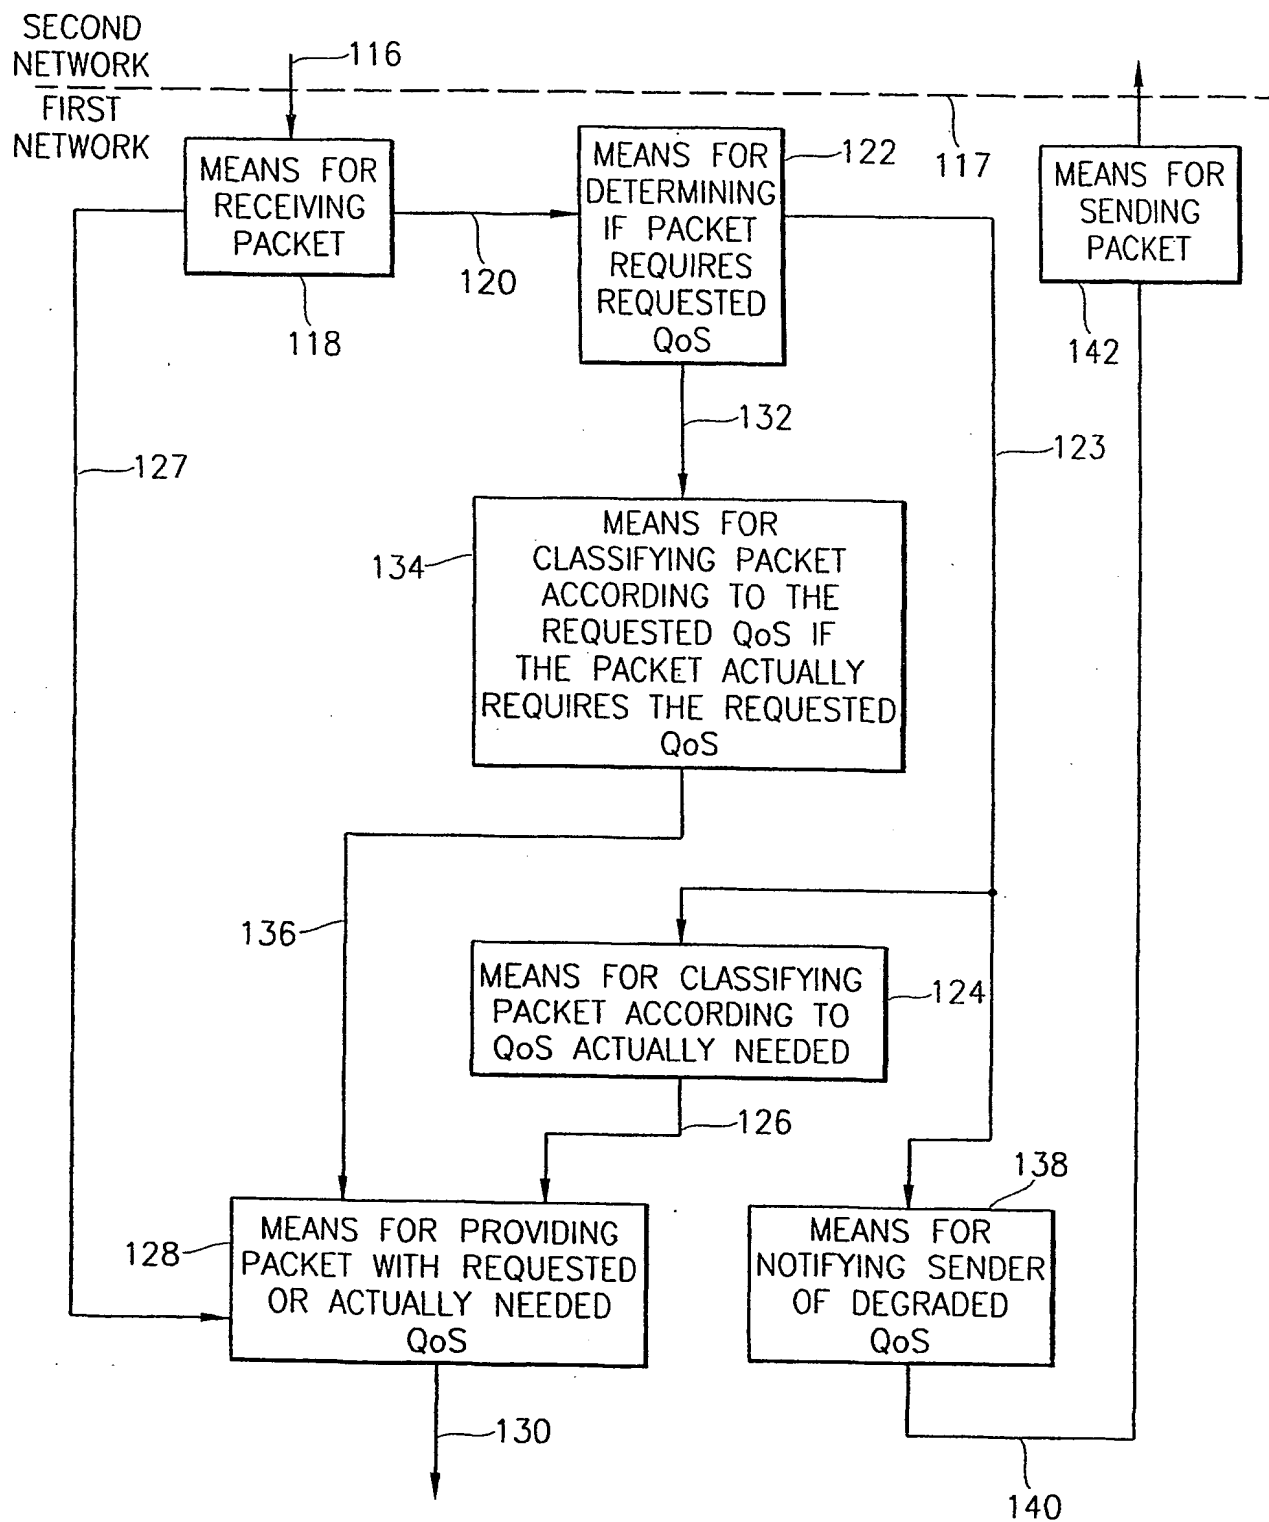 SECOND
NETWORK
116
FIRST
NETWORK
117
MEANS FOR
RECEIVING
PACKET
118
120
MEANS FOR
DETERMINING
IF PACKET
REQUIRES
REQUESTED
QoS
122
MEANS FOR
SENDING
PACKET
142
132
123
127
134
MEANS FOR
CLASSIFYING PACKET
ACCORDING TO THE
REQUESTED QoS IF
THE PACKET ACTUALLY
REQUIRES THE REQUESTED
QoS
136
MEANS FOR CLASSIFYING
PACKET ACCORDING TO
QoS ACTUALLY NEEDED
124
126
128
MEANS FOR PROVIDING
PACKET WITH REQUESTED
OR ACTUALLY NEEDED
QoS
138
MEANS FOR
NOTIFYING SENDER
OF DEGRADED
QoS
130
140